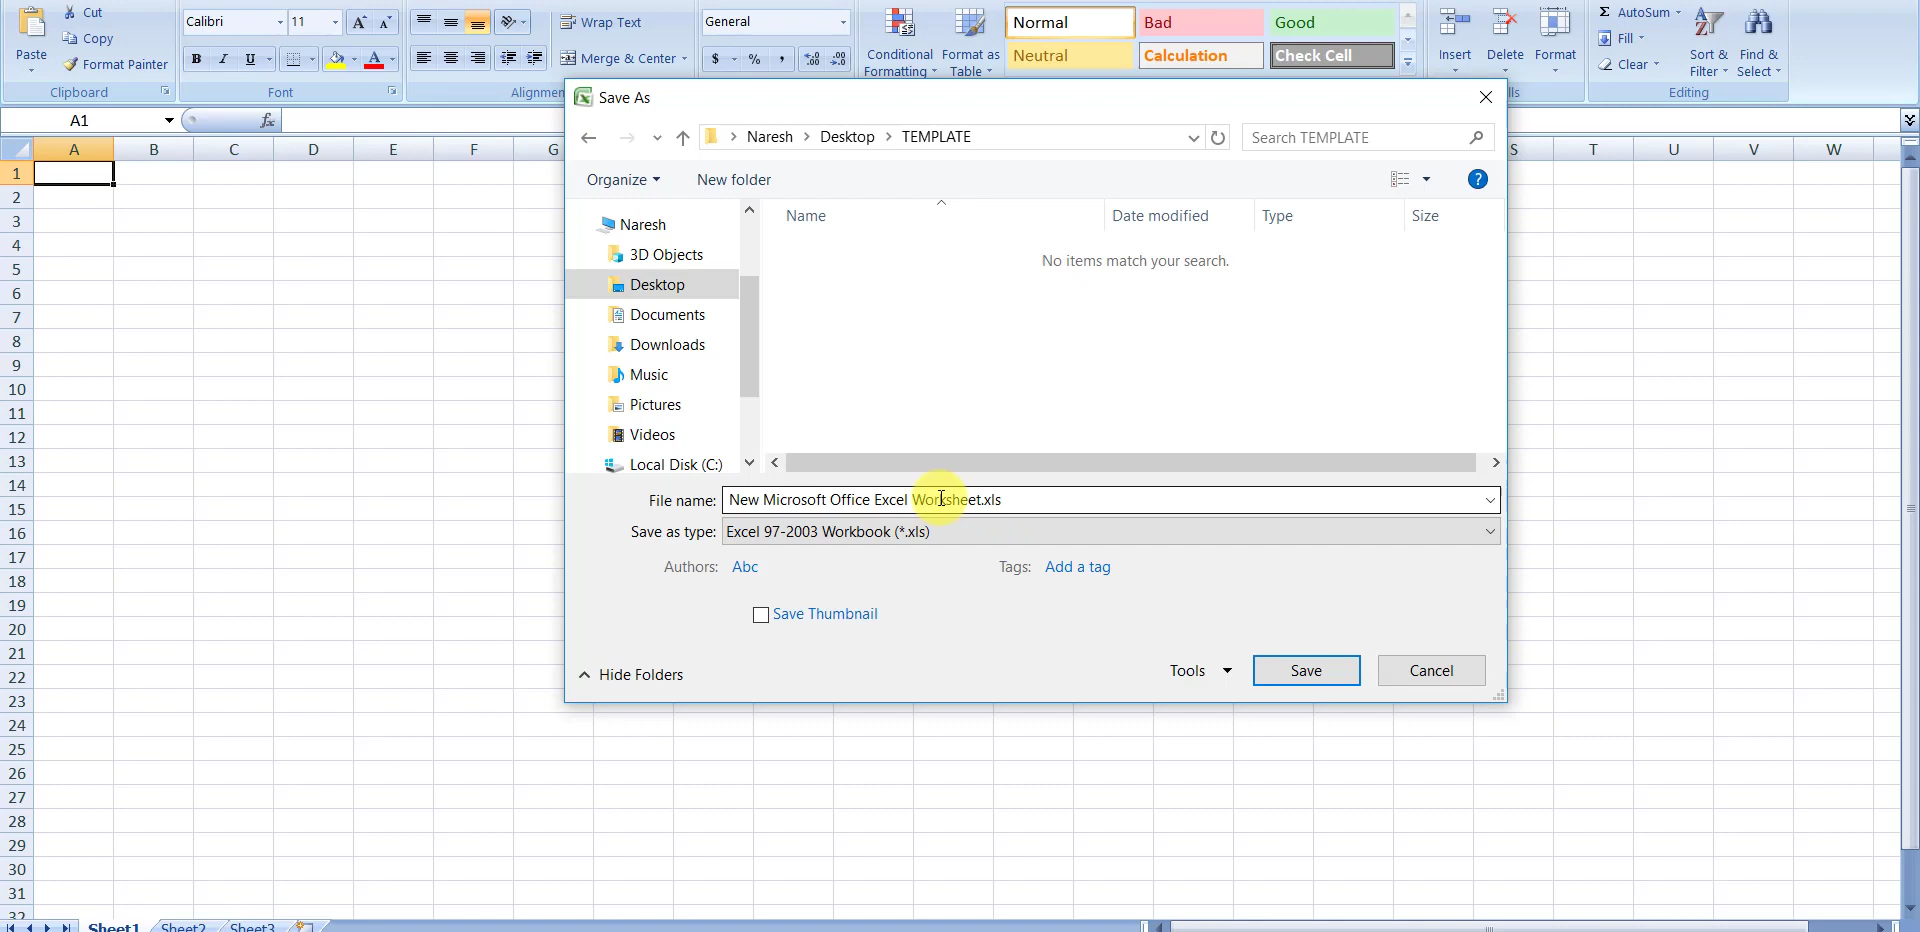 Cut
Copy
Format Painter
Paste
Clipboard
Calibri 11
B I U A
Font
Wrap Text
Merge & Center
General
$ % ,
Conditional Formatting
Format as Table
Normal Bad Good
Neutral Calculation Check Cell
Insert Delete Format
Σ AutoSum
Fill
Clear
Sort & Filter
Find & Select
Editing
A1 fx
A B C D E F G S T U V W
1
2
3
4
5
6
7
8
9
10
11
12
13
14
15
16
17
18
19
20
21
22
23
24
25
26
27
28
29
30
31
32
Save As
Naresh > Desktop > TEMPLATE
Search TEMPLATE
Organize New folder
?
Naresh
3D Objects
Desktop
Documents
Downloads
Music
Pictures
Videos
Local Disk (C:)
Name Date modified Type Size
No items match your search.
File name: New Microsoft Office Excel Worksheet.xls
Save as type: Excel 97-2003 Workbook (*.xls)
Authors: Abc Tags: Add a tag
Save Thumbnail
Hide Folders Tools Save Cancel
Sheet1 Sheet2 Sheet3